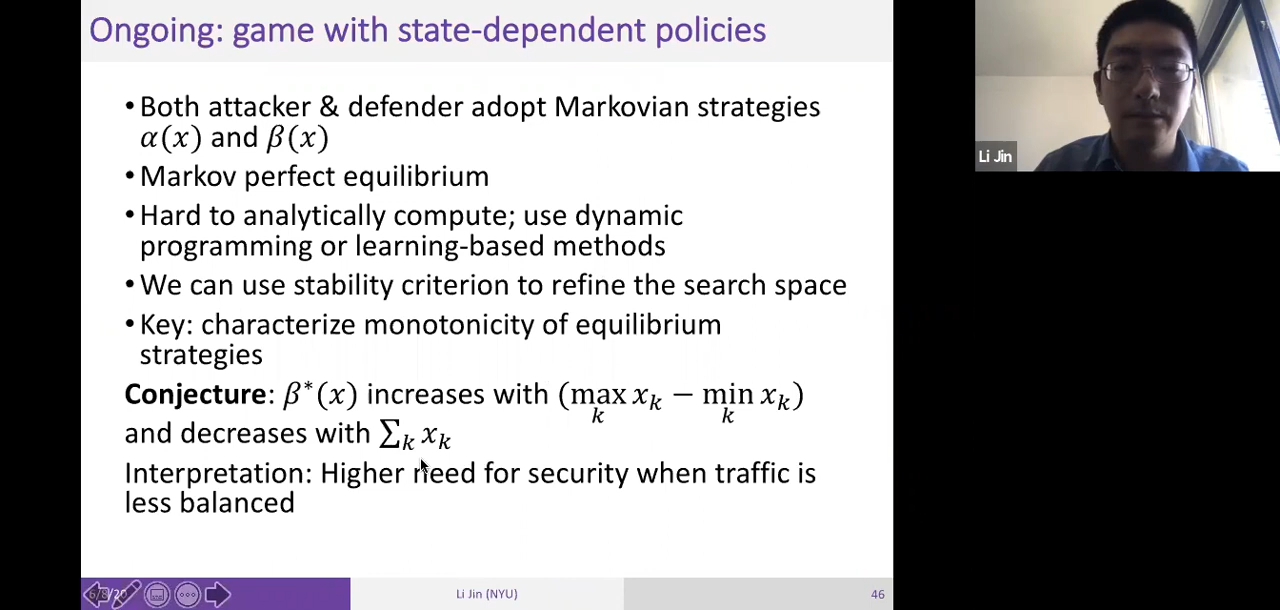 Ongoing: game with state-dependent policies
• Both attacker & defender adopt Markovian strategies
α(x) and β(x)
• Markov perfect equilibrium
• Hard to analytically compute; use dynamic
programming or learning-based methods
• We can use stability criterion to refine the search space
• Key: characterize monotonicity of equilibrium
strategies
Conjecture: β*(x) increases with (max_k x_k − min_k x_k)
and decreases with ∑_k x_k
Interpretation: Higher need for security when traffic is
less balanced
6/8/20
Li Jin (NYU)
46
Li Jin